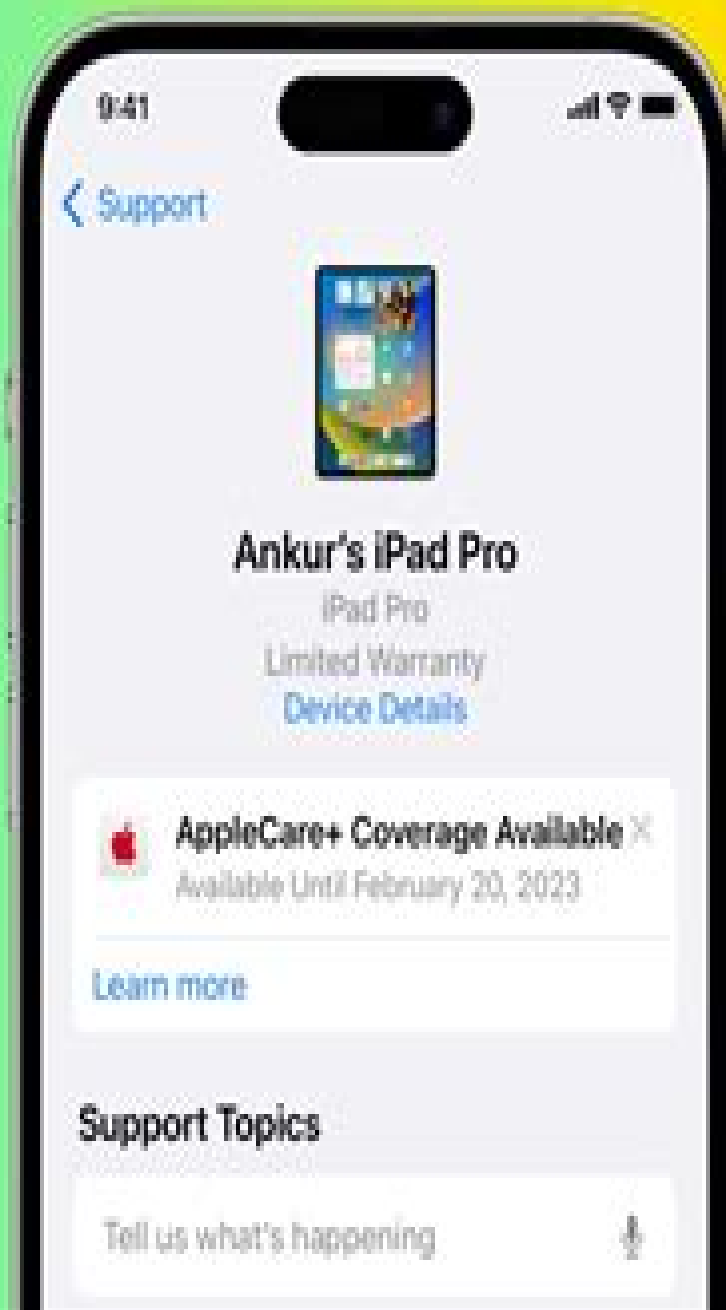 9:41
Support
Ankur's iPad Pro
iPad Pro
Limited Warranty
Device Details
AppleCare+ Coverage Available
Available Until February 20, 2023
Learn more
Support Topics
Tell us what's happening